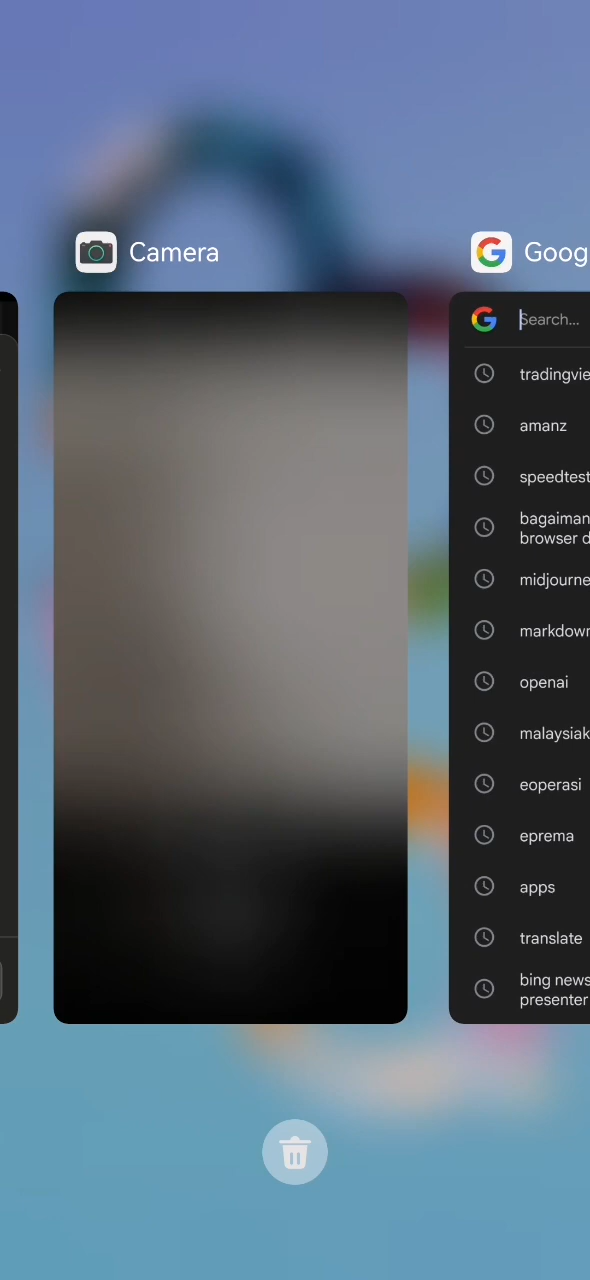 Camera
Goog
Search...
tradingvie
amanz
speedtest
bagaiman
browser d
midjourne
markdown
openai
malaysiak
eoperasi
eprema
apps
translate
bing news
presenter